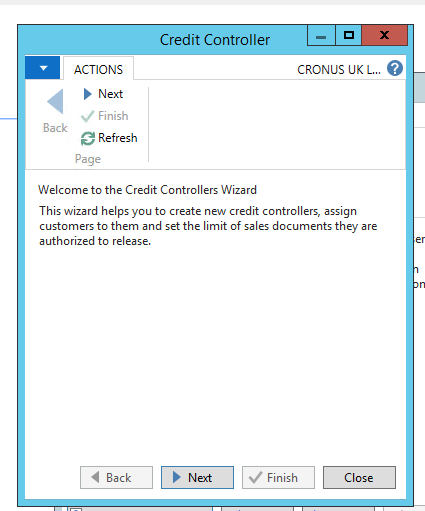 Credit Controller
ACTIONS
CRONUS UK L... ?
Back
Next
Finish
Refresh
Page
Welcome to the Credit Controllers Wizard
This wizard helps you to create new credit controllers, assign
customers to them and set the limit of sales documents they are
authorized to release.
Back
Next
Finish
Close